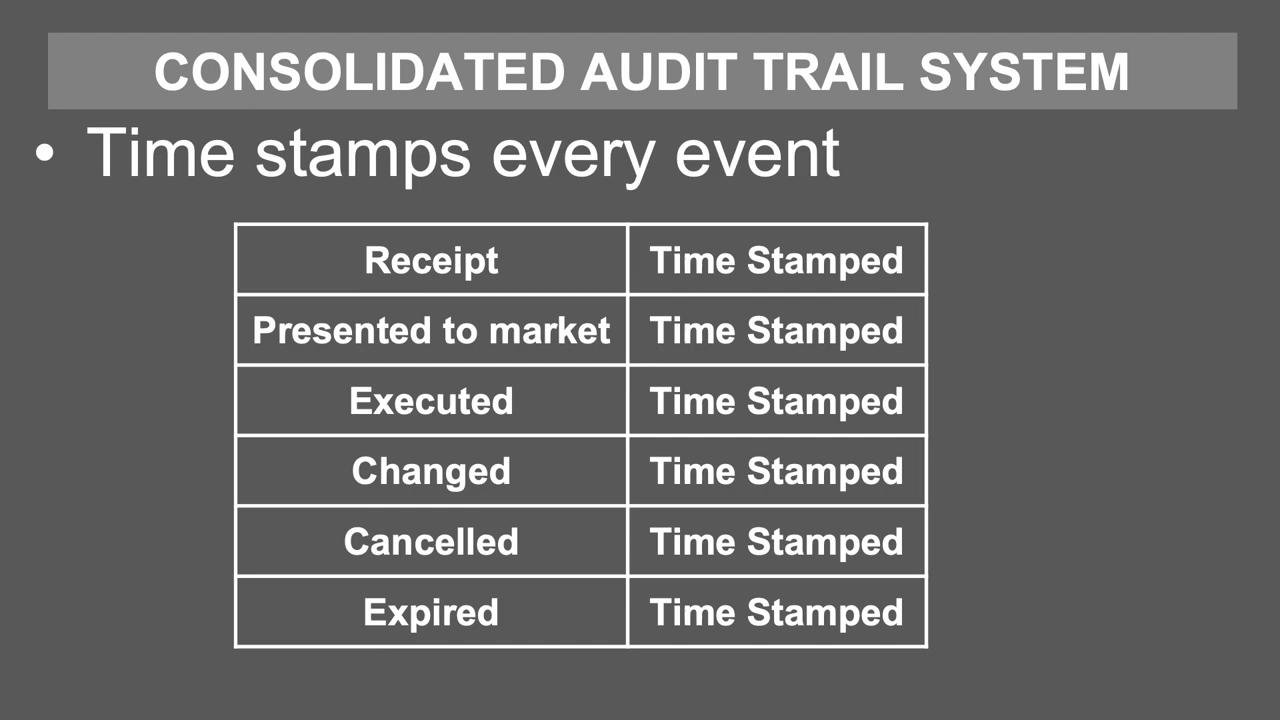 CONSOLIDATED AUDIT TRAIL SYSTEM
• Time stamps every event
Receipt Time Stamped
Presented to market Time Stamped
Executed Time Stamped
Changed Time Stamped
Cancelled Time Stamped
Expired Time Stamped